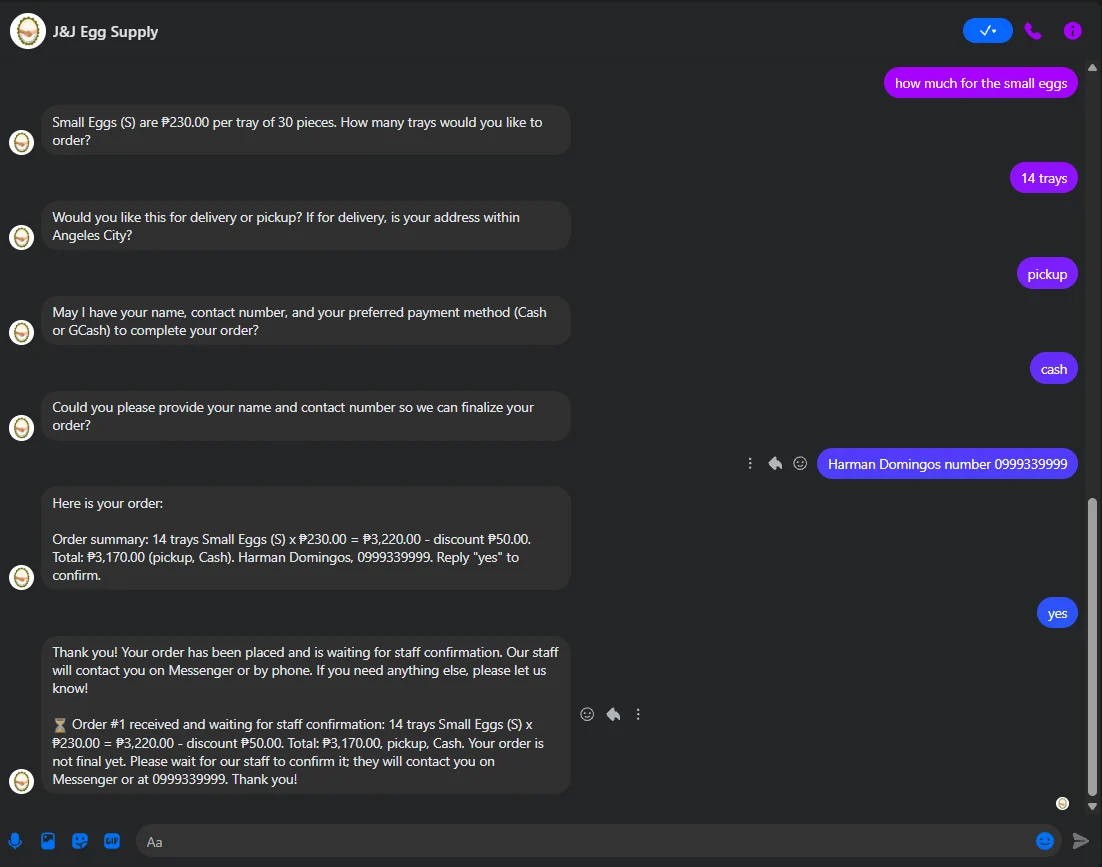 J&J Egg Supply
how much for the small eggs
Small Eggs (S) are ₱230.00 per tray of 30 pieces. How many trays would you like to
order?
14 trays
Would you like this for delivery or pickup? If for delivery, is your address within
Angeles City?
pickup
May I have your name, contact number, and your preferred payment method (Cash
or GCash) to complete your order?
cash
Could you please provide your name and contact number so we can finalize your
order?
Harman Domingos number 0999339999
Here is your order:
Order summary: 14 trays Small Eggs (S) x ₱230.00 = ₱3,220.00 - discount ₱50.00.
Total: ₱3,170.00 (pickup, Cash). Harman Domingos, 0999339999. Reply "yes" to
confirm.
yes
Thank you! Your order has been placed and is waiting for staff confirmation. Our staff
will contact you on Messenger or by phone. If you need anything else, please let us
know!
⏳ Order #1 received and waiting for staff confirmation: 14 trays Small Eggs (S) x
₱230.00 = ₱3,220.00 - discount ₱50.00. Total: ₱3,170.00, pickup, Cash. Your order is
not final yet. Please wait for our staff to confirm it; they will contact you on
Messenger or at 0999339999. Thank you!
GIF
Aa